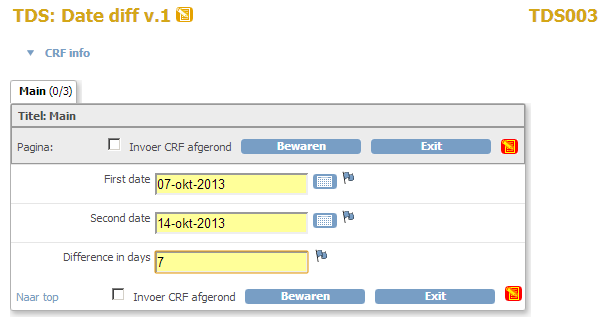 TDS: Date diff v.1 TDS003
CRF info
Main (0/3)
Titel: Main
Pagina: Invoer CRF afgerond Bewaren Exit
First date 07-okt-2013
Second date 14-okt-2013
Difference in days 7
Naar top Invoer CRF afgerond Bewaren Exit